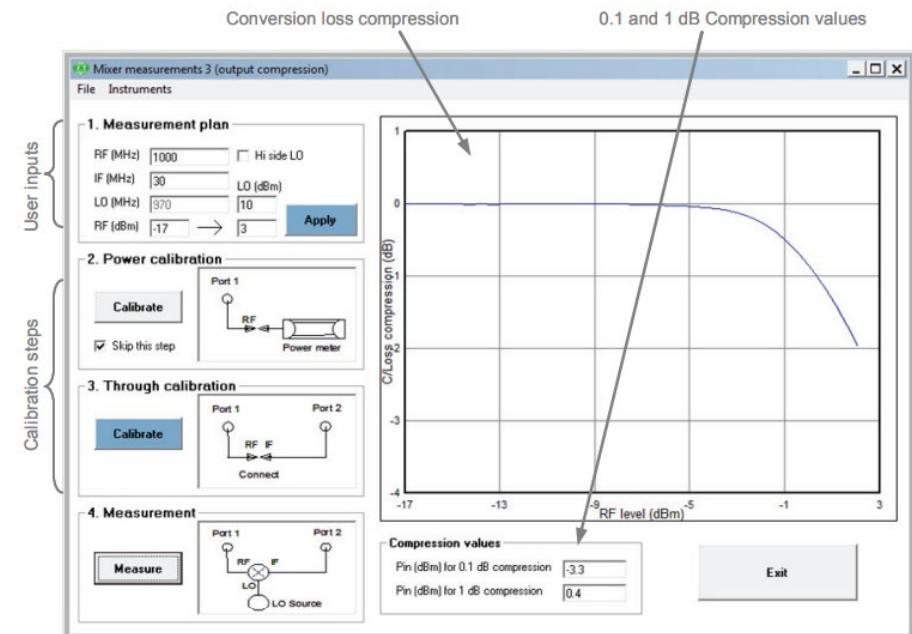 Conversion loss compression
0.1 and 1 dB Compression values
Mixer measurements 3 (output compression)
File Instruments
User inputs
1. Measurement plan
RF (MHz) 1000 Hi side LO
IF (MHz) 30 LO (dBm)
LO (MHz) 970 10
RF (dBm) -17 → 3 Apply
Calibration steps
2. Power calibration
Port 1
Calibrate
RF
Skip this step
Power meter
3. Through calibration
Port 1 Port 2
Calibrate
RF IF
Connect
4. Measurement
Port 1 Port 2
RF IF
Measure
LO
LO Source
C/Loss compression (dB)
1
0
-1
-2
-3
-4
-17 -13 -9 -5 -1 3
RF level (dBm)
Compression values
Pin (dBm) for 0.1 dB compression -3.3
Pin (dBm) for 1 dB compression 0.4
Exit